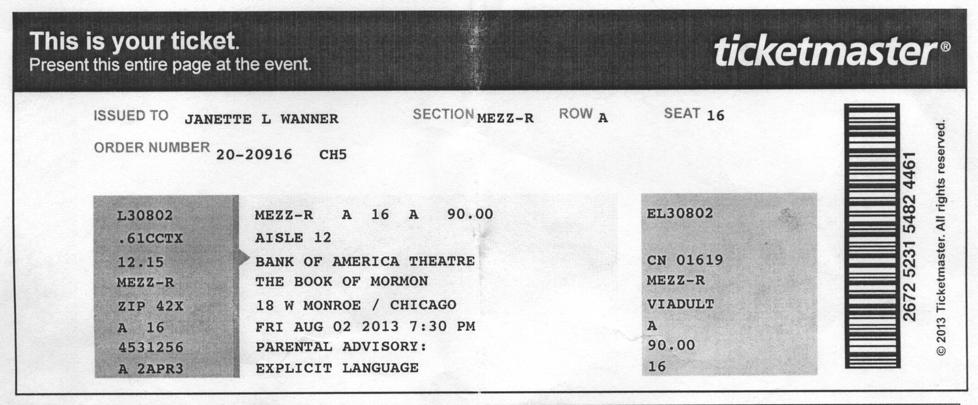 This is your ticket.
Present this entire page at the event.
ticketmaster®
ISSUED TO JANETTE L WANNER SECTION MEZZ-R ROW A SEAT 16
ORDER NUMBER 20-20916 CH5
L30802 MEZZ-R A 16 A 90.00 EL30802
.61CCTX AISLE 12
12.15 BANK OF AMERICA THEATRE CN 01619
MEZZ-R THE BOOK OF MORMON MEZZ-R
ZIP 42X 18 W MONROE / CHICAGO VIADULT
A 16 FRI AUG 02 2013 7:30 PM A
4531256 PARENTAL ADVISORY: 90.00
A 2APR3 EXPLICIT LANGUAGE 16
2672 5231 5482 4461
© 2013 Ticketmaster. All rights reserved.